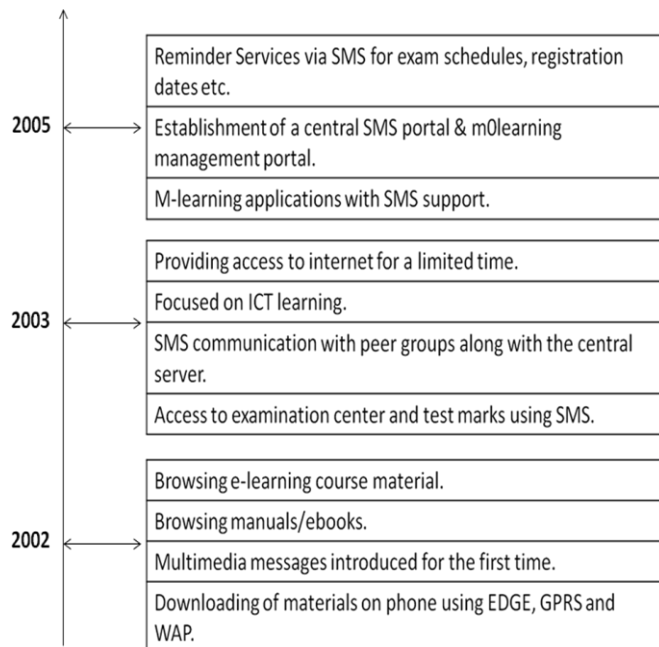 Reminder Services via SMS for exam schedules, registration
dates etc.
2005
Establishment of a central SMS portal & m0learning
management portal.
M-learning applications with SMS support.
Providing access to internet for a limited time.
Focused on ICT learning.
2003
SMS communication with peer groups along with the central
server.
Access to examination center and test marks using SMS.
Browsing e-learning course material.
Browsing manuals/ebooks.
2002
Multimedia messages introduced for the first time.
Downloading of materials on phone using EDGE, GPRS and
WAP.